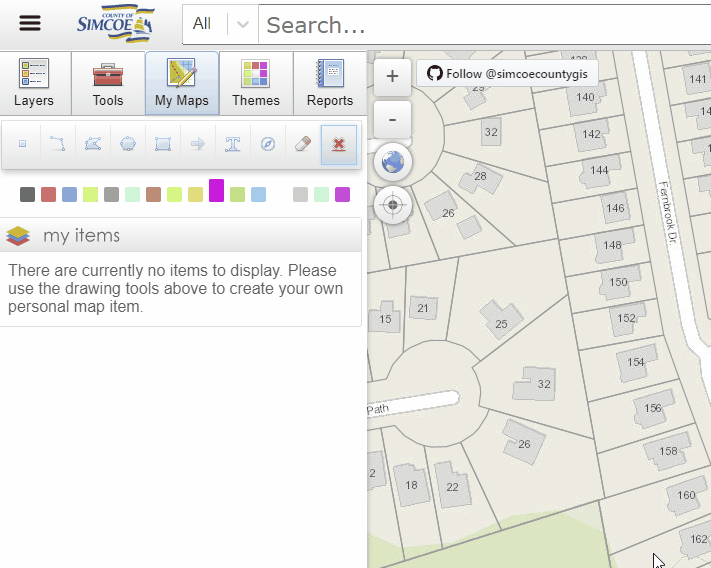 COUNTY OF
SIMCOE
All
Search...
Layers
Tools
My Maps
Themes
Reports
my items
There are currently no items to display. Please
use the drawing tools above to create your own
personal map item.
+
-
Follow @simcoecountygis
29
140
141
32
142
28
144
26
146
Fernbrook Dr.
148
150
15
21
25
152
154
32
Path
156
26
158
2
18
22
160
162